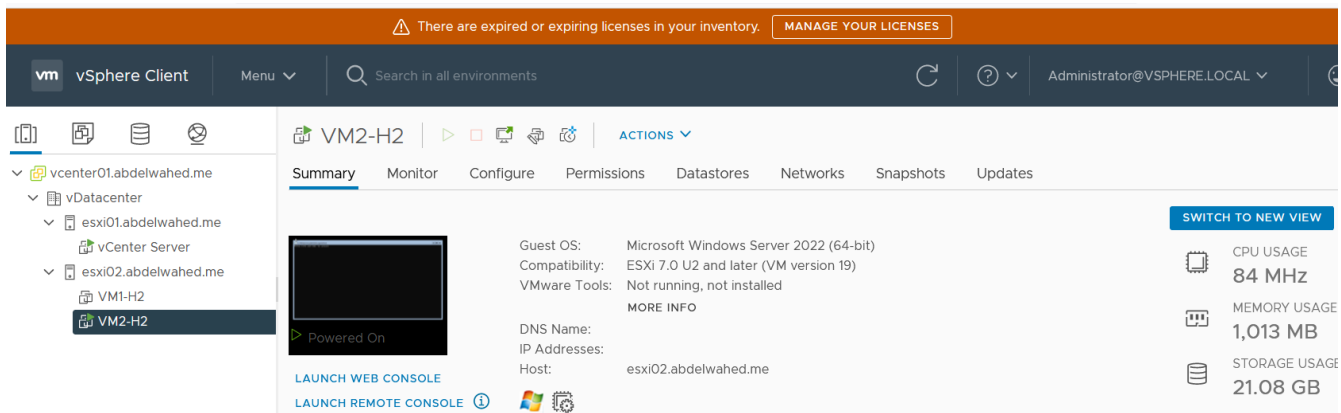 There are expired or expiring licenses in your inventory. MANAGE YOUR LICENSES
vm vSphere Client Menu Search in all environments Administrator@VSPHERE.LOCAL
VM2-H2 ACTIONS
Summary Monitor Configure Permissions Datastores Networks Snapshots Updates
vcenter01.abdelwahed.me
vDatacenter
esxi01.abdelwahed.me
vCenter Server
esxi02.abdelwahed.me
VM1-H2
VM2-H2
Powered On
LAUNCH WEB CONSOLE
LAUNCH REMOTE CONSOLE
Guest OS: Microsoft Windows Server 2022 (64-bit)
Compatibility: ESXi 7.0 U2 and later (VM version 19)
VMware Tools: Not running, not installed
MORE INFO
DNS Name:
IP Addresses:
Host: esxi02.abdelwahed.me
SWITCH TO NEW VIEW
CPU USAGE
84 MHz
MEMORY USAGE
1,013 MB
STORAGE USAGE
21.08 GB